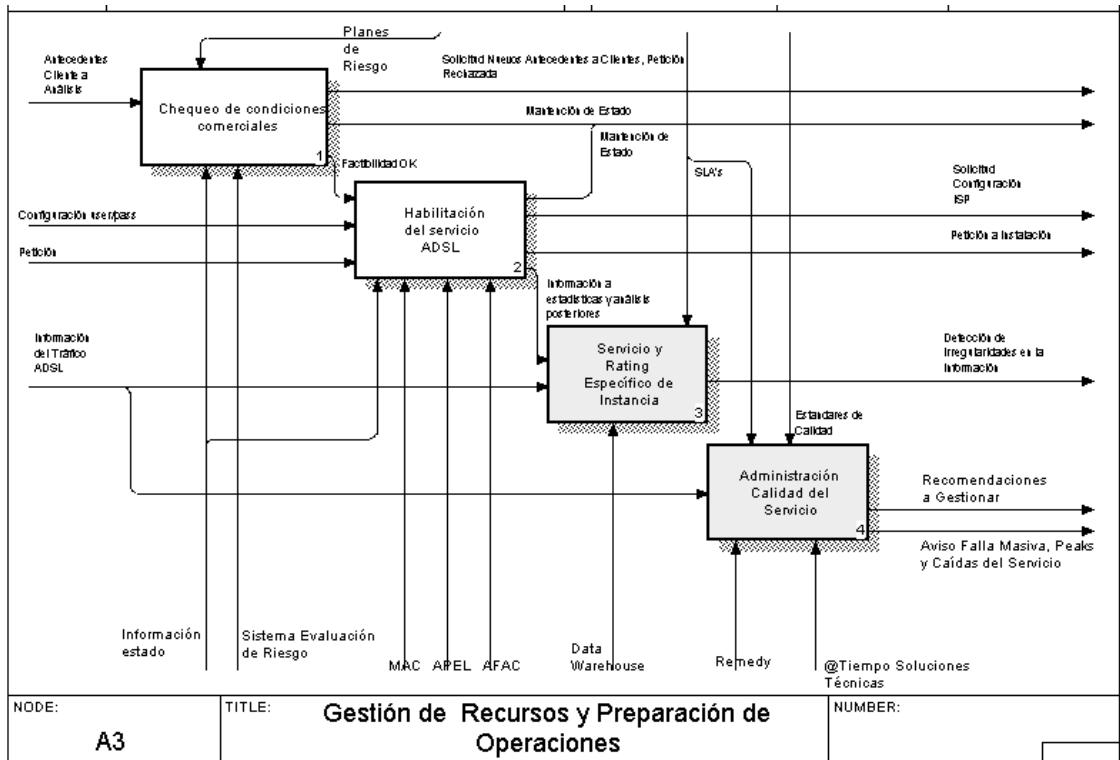 Planes
de
Riesgo
Antecedentes
Cliente a
Análisis
Solicitud Nuevos Antecedentes a Clientes, Petición
Rechazada
Chequeo de condiciones
comerciales
1
Mantención de Estado
Mantención de
Estado
Factibilidad OK
SLA's
Solicitud
Configuración
ISP
Configuración user/pass
Habilitación
del servicio
ADSL
2
Petición a Instalación
Petición
Información a
estadísticas y análisis
posteriores
Información
del Tráfico
ADSL
Servicio y
Rating
Específico de
Instancia
3
Detección de
Irregularidades en la
Información
Estandares de
Calidad
Administración
Calidad del
Servicio
4
Recomendaciones
a Gestionar
Aviso Falla Masiva, Peaks
y Caídas del Servicio
Información
estado
Sistema Evaluación
de Riesgo
MAC
APEL
AFAC
Data
Warehouse
Remedy
@Tiempo Soluciones
Técnicas
NODE:
A3
TITLE:
Gestión de Recursos y Preparación de
Operaciones
NUMBER: